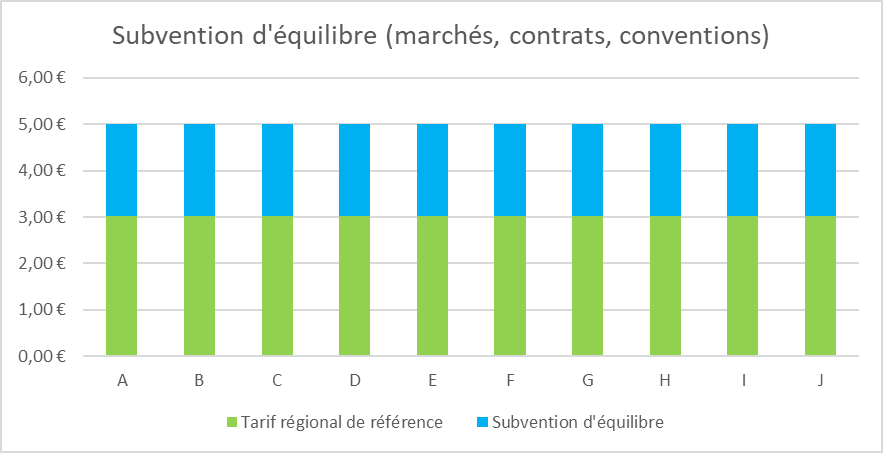 Subvention d'équilibre (marchés, contrats, conventions)
6,00 €
5,00 €
4,00 €
3,00 €
2,00 €
1,00 €
0,00 €
A B C D E F G H I J
Tarif régional de référence Subvention d'équilibre